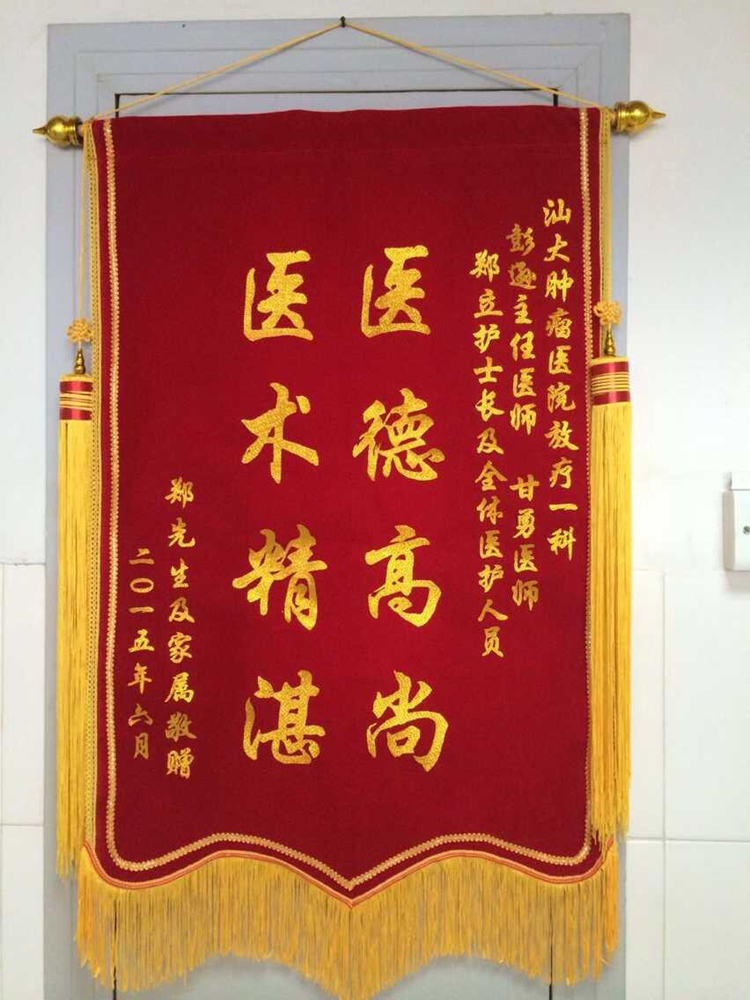 汕大肿瘤医院放疗一科
彭逊主任医师 甘勇医师
郑立护士长及全体医护人员
医德高尚
医术精湛
郑先生及家属敬赠
二〇一五年六月